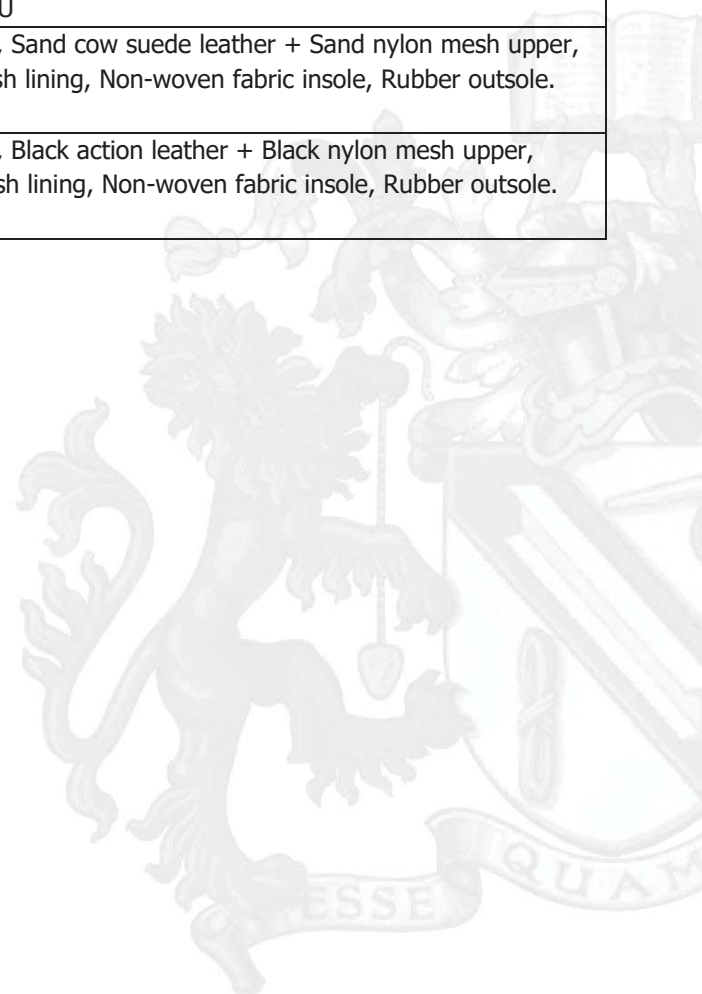 , Sand cow suede leather + Sand nylon mesh upper,
sh lining, Non-woven fabric insole, Rubber outsole.
, Black action leather + Black nylon mesh upper,
sh lining, Non-woven fabric insole, Rubber outsole.
ESSE QUAM